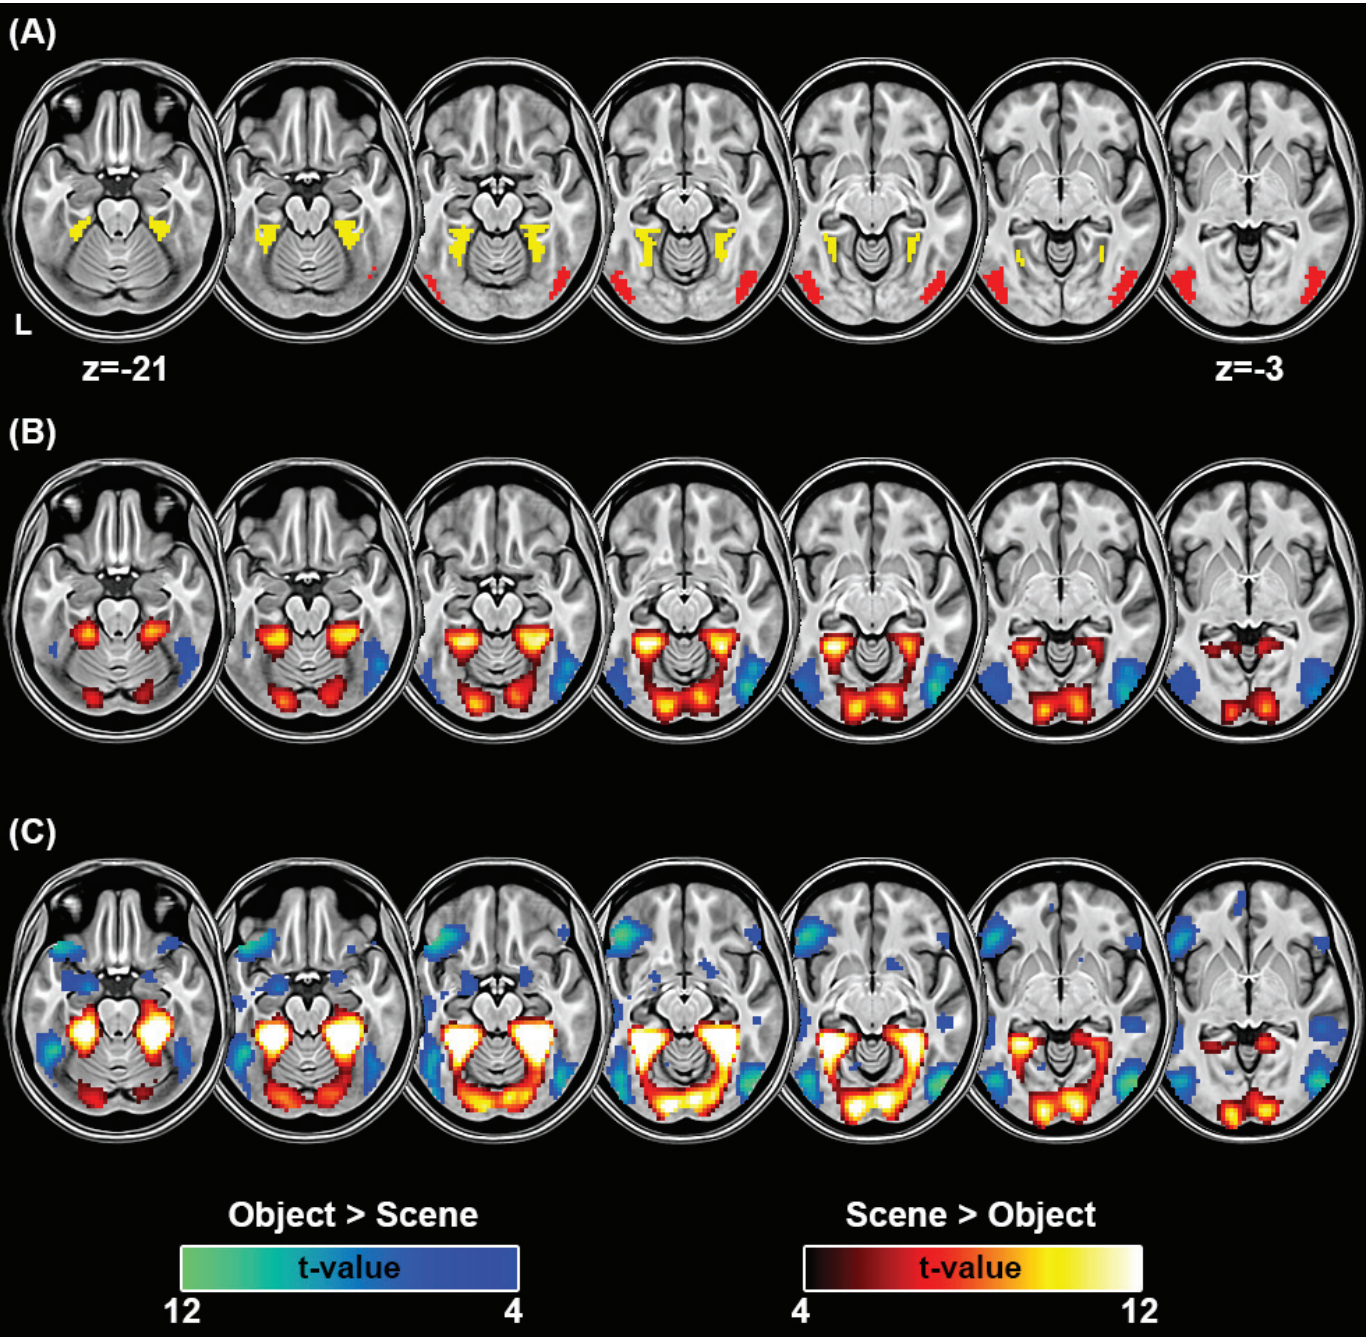 (A)
L
z=-21
z=-3
(B)
(C)
Object > Scene
Scene > Object
t-value
t-value
12
4
4
12